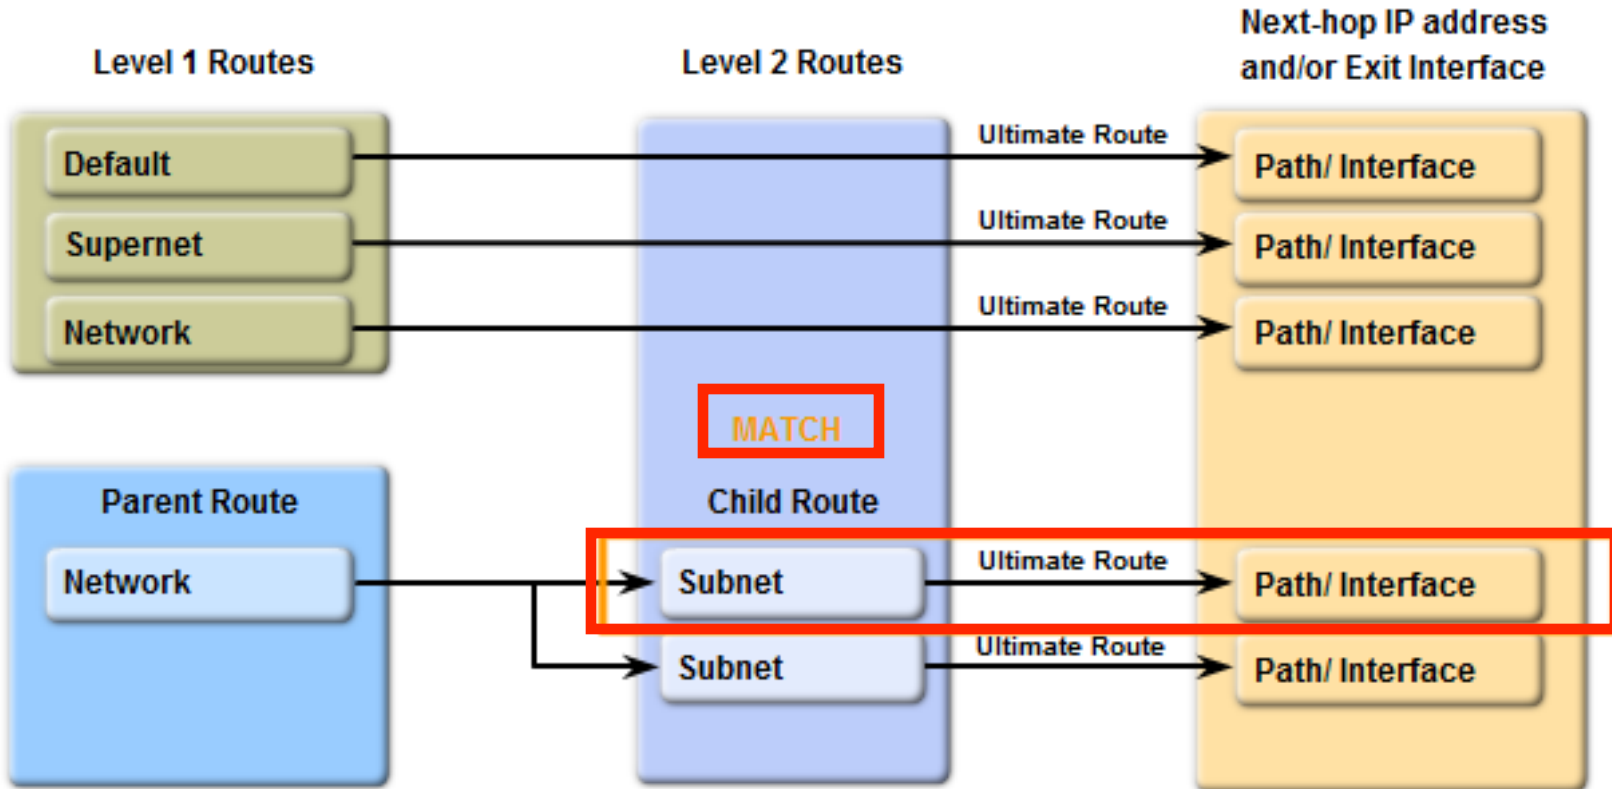 Level 1 Routes
Level 2 Routes
Next-hop IP address
and/or Exit Interface
Default
Ultimate Route
Path/ Interface
Supernet
Ultimate Route
Path/ Interface
Network
Ultimate Route
Path/ Interface
MATCH
Parent Route
Child Route
Network
Subnet
Ultimate Route
Path/ Interface
Subnet
Ultimate Route
Path/ Interface